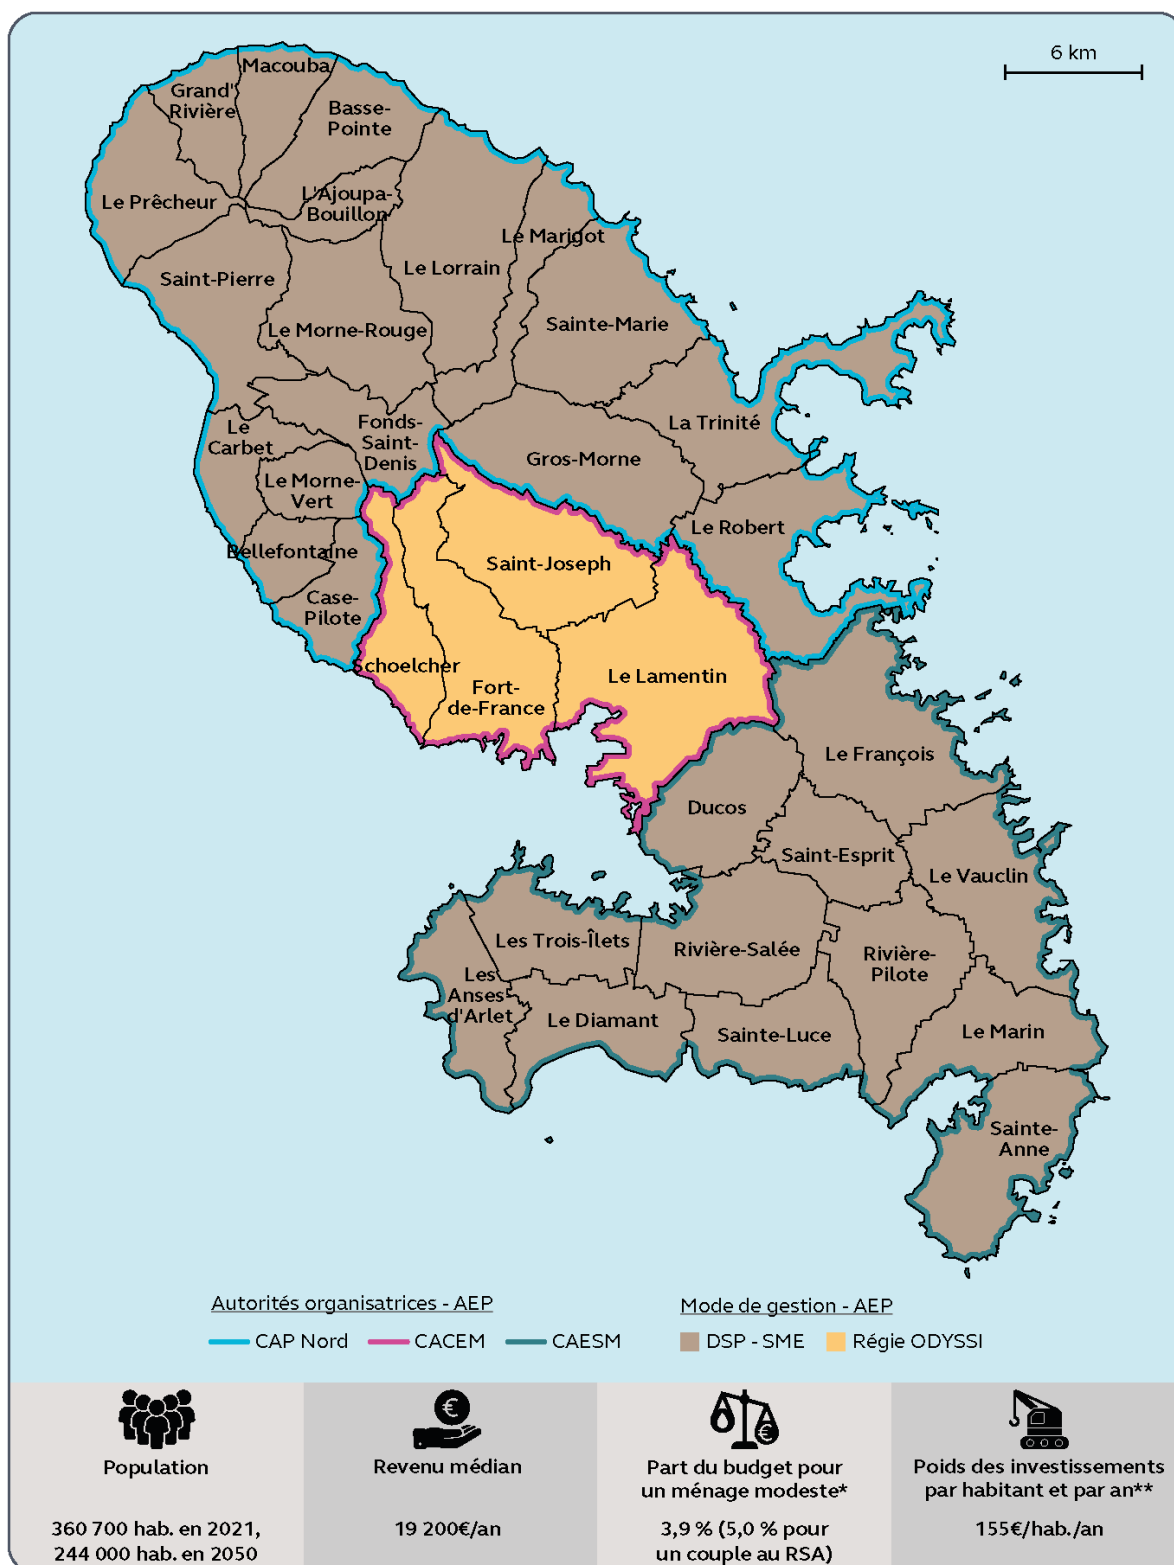 6 km
Macouba
Grand'
Rivière
Basse-
Pointe
Le Prêcheur
L'Ajoupa-
Bouillon
Le Marigot
Saint-Pierre
Le Lorrain
Le Morne-Rouge
Sainte-Marie
La Trinité
Le
Carbet
Fonds-
Saint-
Denis
Gros-Morne
Le Morne-
Vert
Le Robert
Bellefontaine
Saint-Joseph
Case-
Pilote
Schoelcher
Fort-
de-France
Le Lamentin
Le François
Ducos
Saint-Esprit
Le Vauclin
Les Trois-Îlets
Rivière-Salée
Rivière-
Pilote
Les
Anses-
d'Arlet
Le Diamant
Sainte-Luce
Le Marin
Sainte-
Anne
Autorités organisatrices - AEP
CAP Nord
CACEM
CAESM
Mode de gestion - AEP
DSP - SME
Régie ODYSSI
Population
360 700 hab. en 2021,
244 000 hab. en 2050
Revenu médian
19 200€/an
Part du budget pour
un ménage modeste*
3,9 % (5,0 % pour
un couple au RSA)
Poids des investissements
par habitant et par an**
155€/hab./an